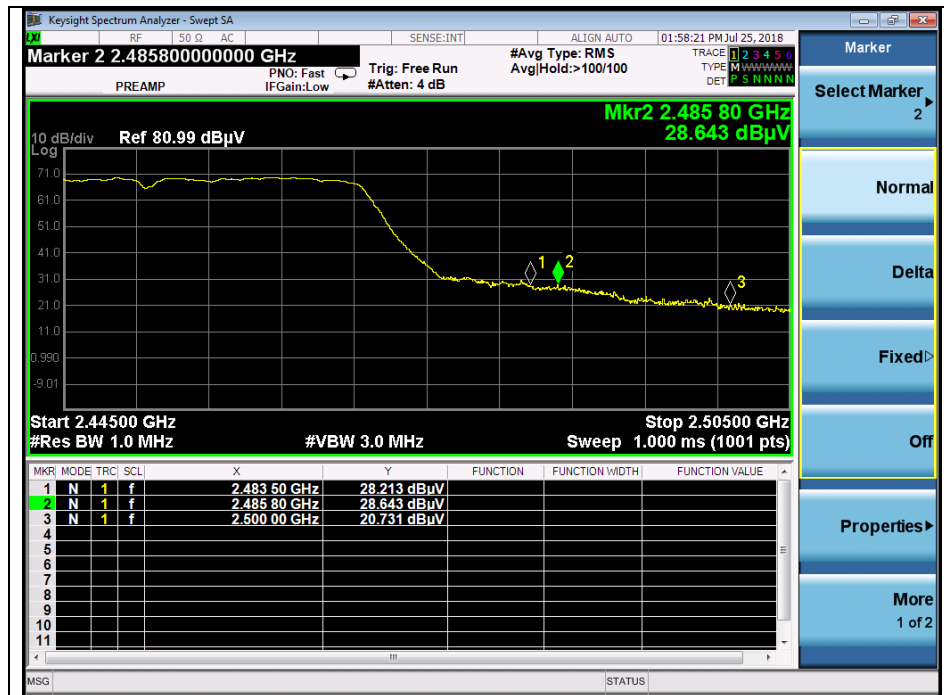 Keysight Spectrum Analyzer - Swept SA
LXI RF 50 Ω AC SENSE:INT ALIGN AUTO 01:58:21 PM Jul 25, 2018
Marker 2 2.485800000000 GHz
PREAMP
PNO: Fast
IFGain:Low
Trig: Free Run
#Atten: 4 dB
#Avg Type: RMS
Avg|Hold:>100/100
TRACE 1 2 3 4 5 6
TYPE M W W W W W
DET P S N N N N
Mkr2 2.485 80 GHz
28.643 dBµV
10 dB/div Ref 80.99 dBµV
Log
71.0
61.0
51.0
41.0
31.0
21.0
11.0
0.990
-9.01
1 2
3
Start 2.44500 GHz Stop 2.50500 GHz
#Res BW 1.0 MHz #VBW 3.0 MHz Sweep 1.000 ms (1001 pts)
MKR MODE TRC SCL X Y FUNCTION FUNCTION WIDTH FUNCTION VALUE
1 N 1 f 2.483 50 GHz 28.213 dBµV
2 N 1 f 2.485 80 GHz 28.643 dBµV
3 N 1 f 2.500 00 GHz 20.731 dBµV
4
5
6
7
8
9
10
11
MSG STATUS
Marker
Select Marker
2
Normal
Delta
Fixed
Off
Properties
More
1 of 2